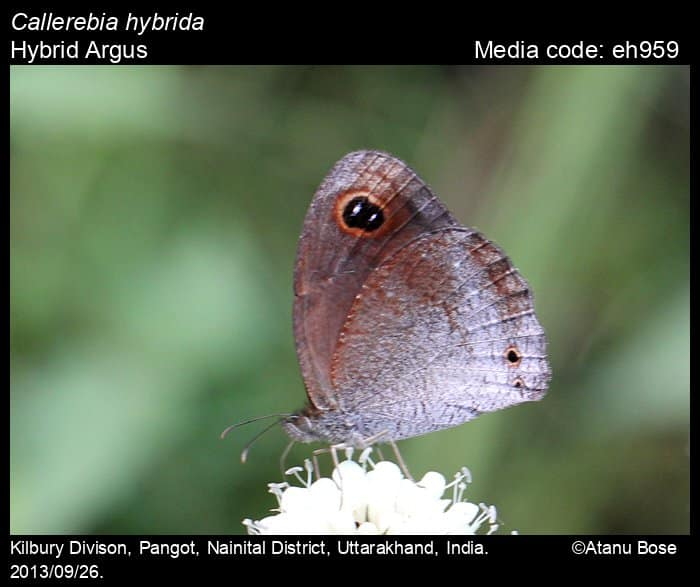 Callerebia hybrida
Hybrid Argus Media code: eh959
Kilbury Divison, Pangot, Nainital District, Uttarakhand, India. ©Atanu Bose
2013/09/26.